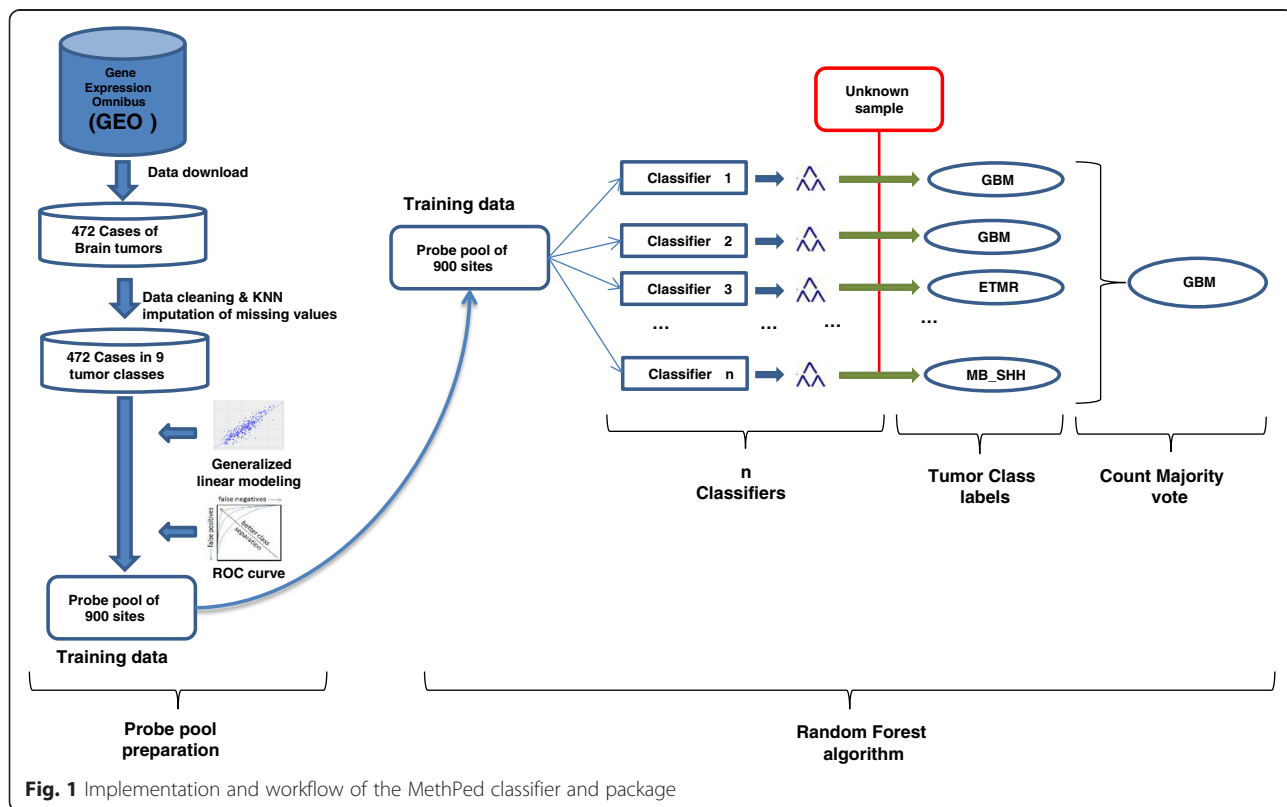 Gene
Expression
Omnibus
(GEO )
Data download
472 Cases of
Brain tumors
Data cleaning & KNN
imputation of missing values
472 Cases in 9
tumor classes
Generalized
linear modeling
false negatives
false positives
better class
separation
ROC curve
Probe pool of
900 sites
Training data
Probe pool
preparation
Training data
Probe pool of
900 sites
Unknown
sample
Classifier 1
GBM
Classifier 2
GBM
Classifier 3
ETMR
... ... ... ...
Classifier n
MB_SHH
GBM
n
Classifiers
Tumor Class
labels
Count Majority
vote
Random Forest
algorithm
Fig. 1 Implementation and workflow of the MethPed classifier and package